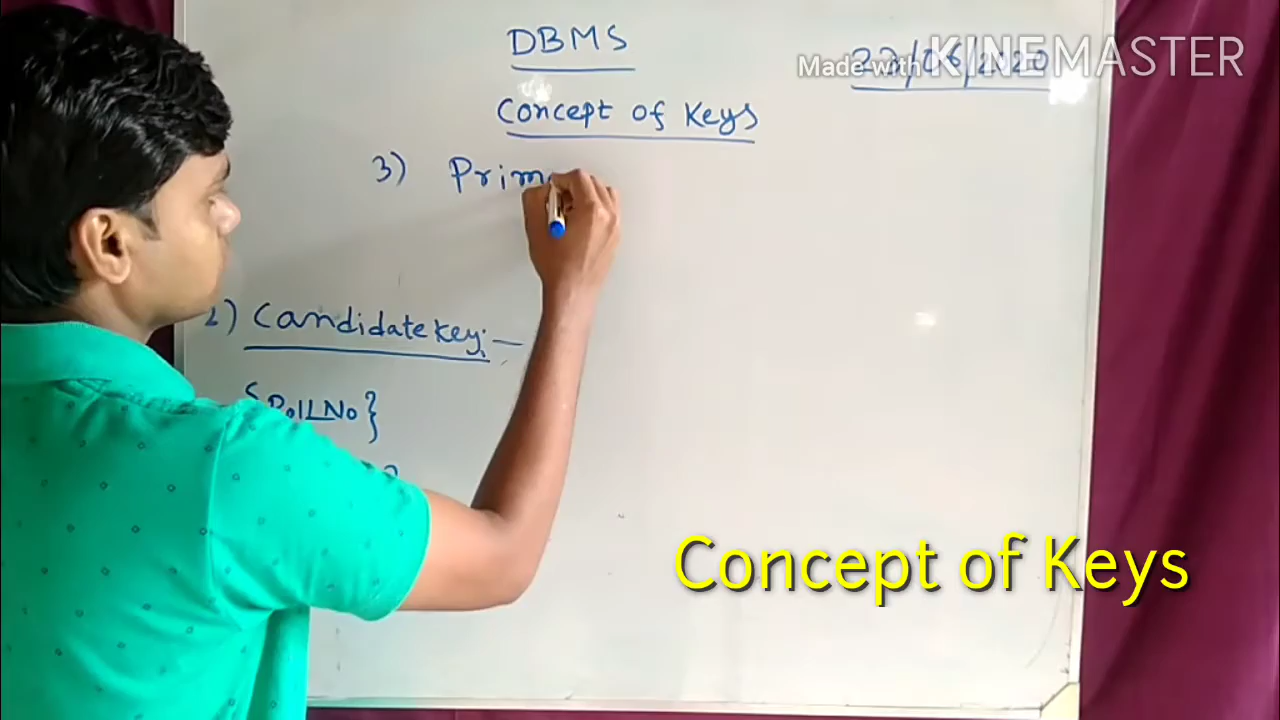 DBMS
Made with KINEMASTER
Concept of Keys
3) Prim
2) Candidate key:—
{RollNo}
Concept of Keys